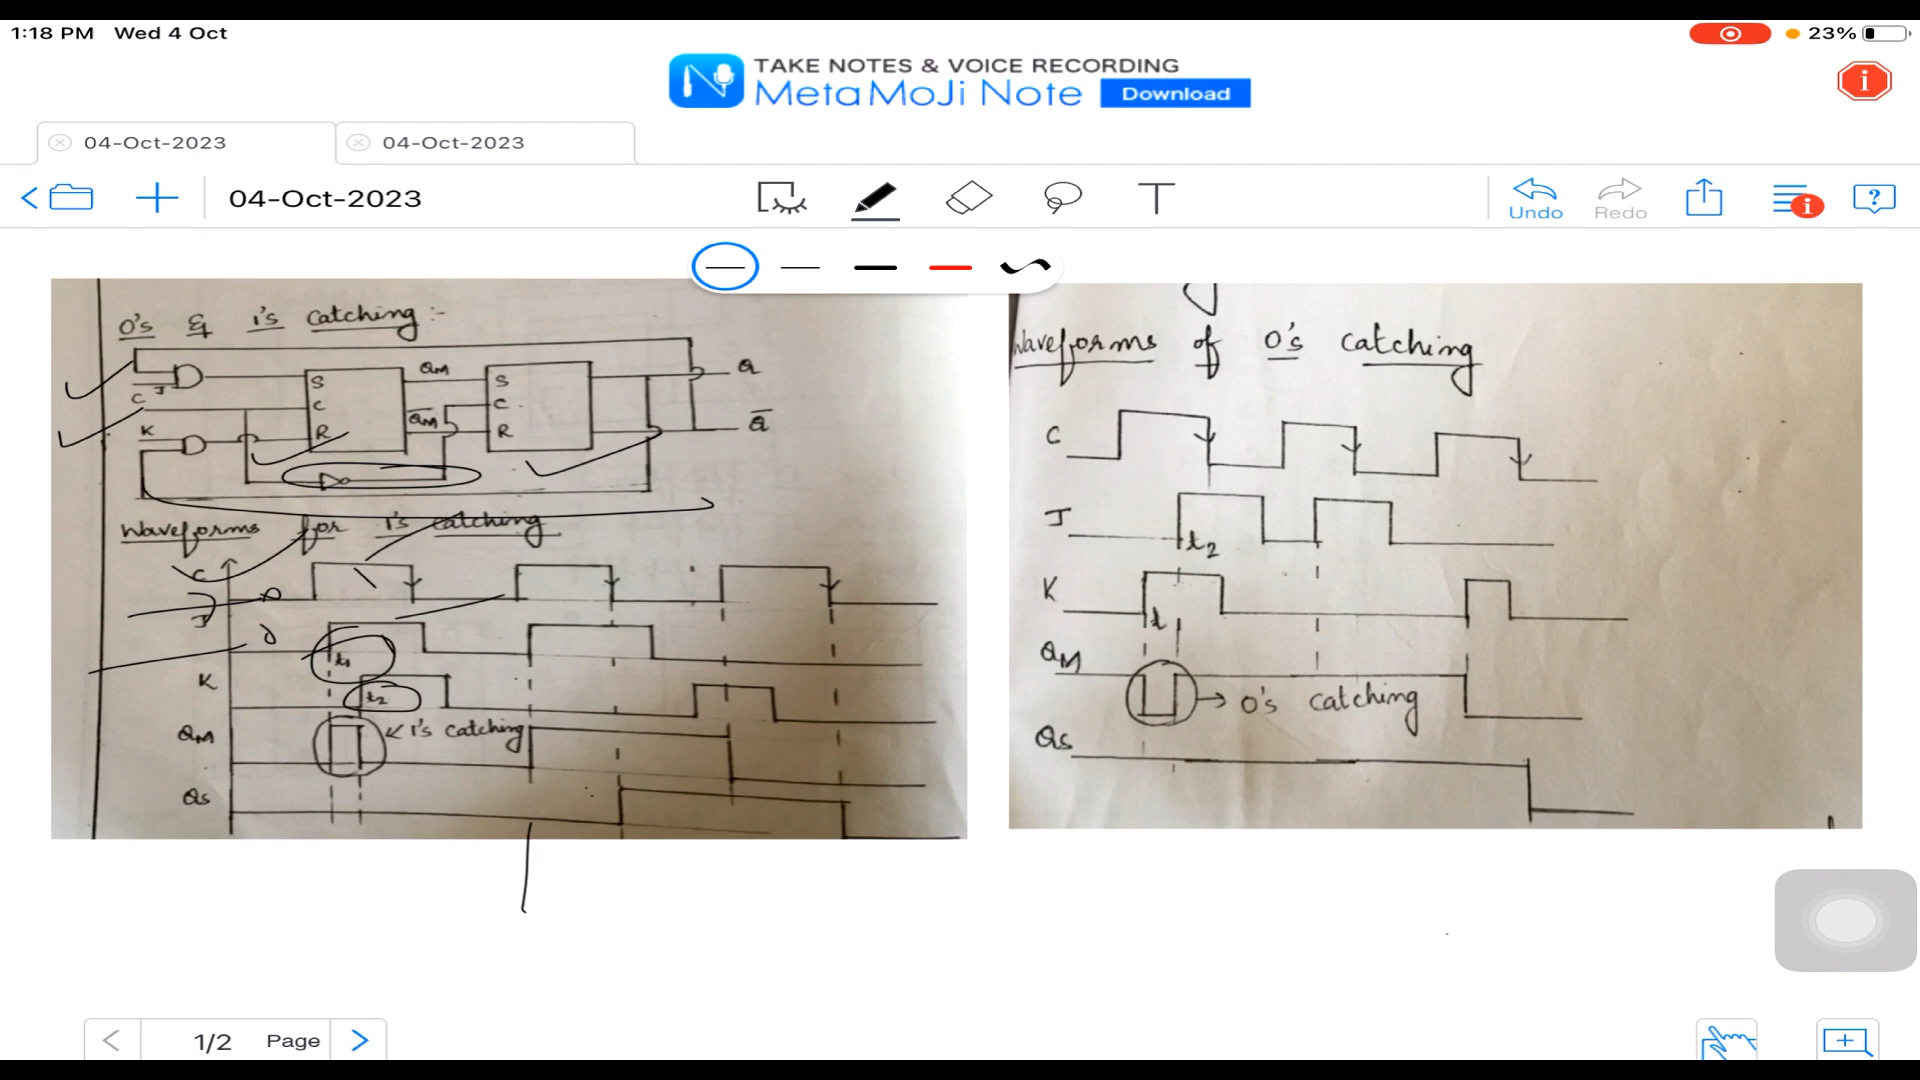 1:18 PM Wed 4 Oct
23%
TAKE NOTES & VOICE RECORDING
MetaMoJi Note Download
04-Oct-2023
04-Oct-2023
04-Oct-2023
Undo
Redo
0's & 1's catching :-
J
C
K
S
C
R
QM
Q̅M
S
C
R
Q
Q̅
Waveforms for 1's catching
C
J
t₁
K
t₂
QM
1's catching
Qs
Waveforms of 0's catching
C
J
t₂
K
t
QM
0's catching
Qs
1/2 Page